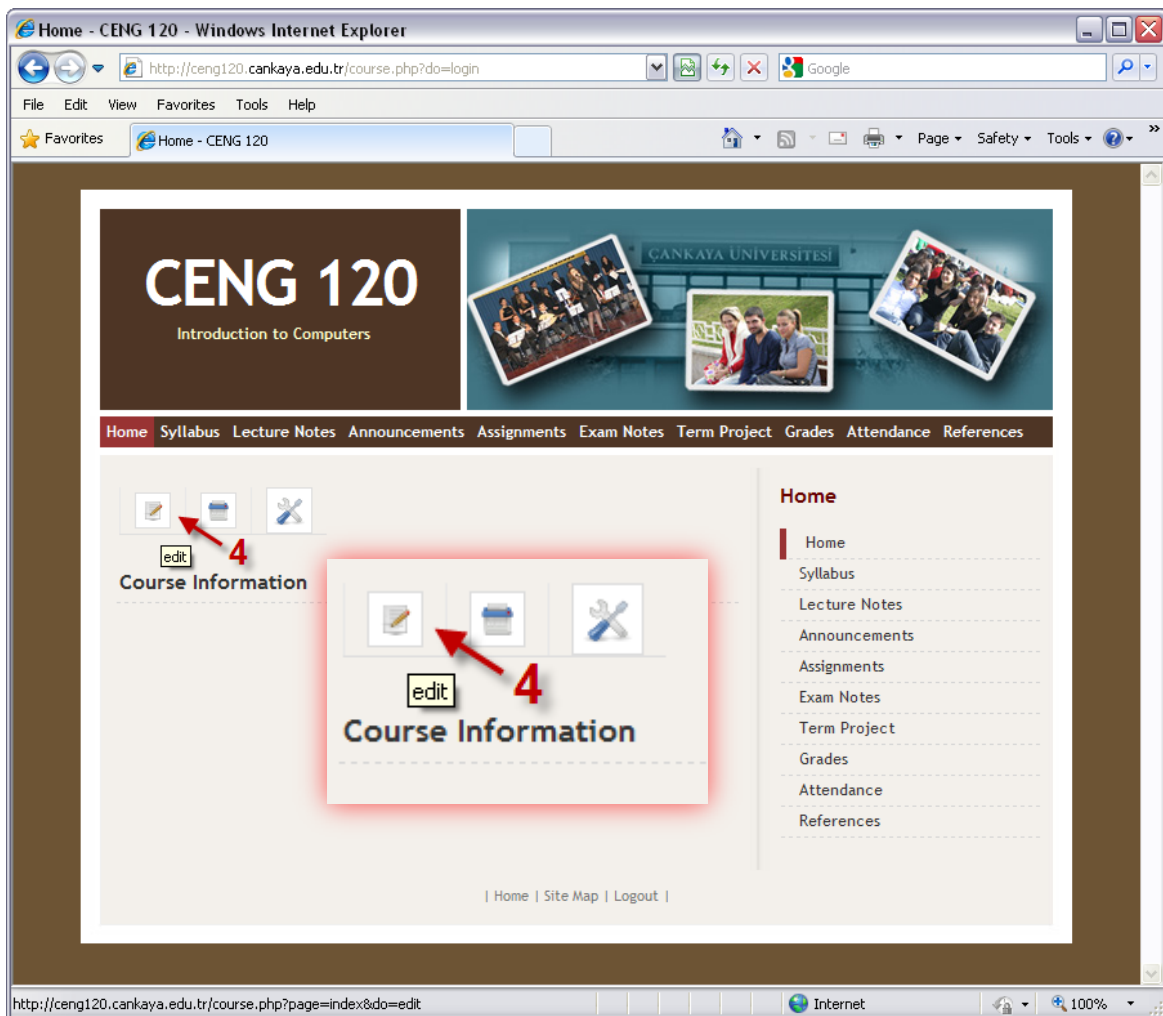 Home - CENG 120 - Windows Internet Explorer
http://ceng120.cankaya.edu.tr/course.php?do=login
Google
File Edit View Favorites Tools Help
Favorites
Home - CENG 120
Page Safety Tools
CENG 120
Introduction to Computers
ÇANKAYA ÜNİVERSİTESİ
Home Syllabus Lecture Notes Announcements Assignments Exam Notes Term Project Grades Attendance References
edit
4
Course Information
edit
4
Course Information
Home
Home
Syllabus
Lecture Notes
Announcements
Assignments
Exam Notes
Term Project
Grades
Attendance
References
| Home | Site Map | Logout |
http://ceng120.cankaya.edu.tr/course.php?page=index&do=edit
Internet
100%